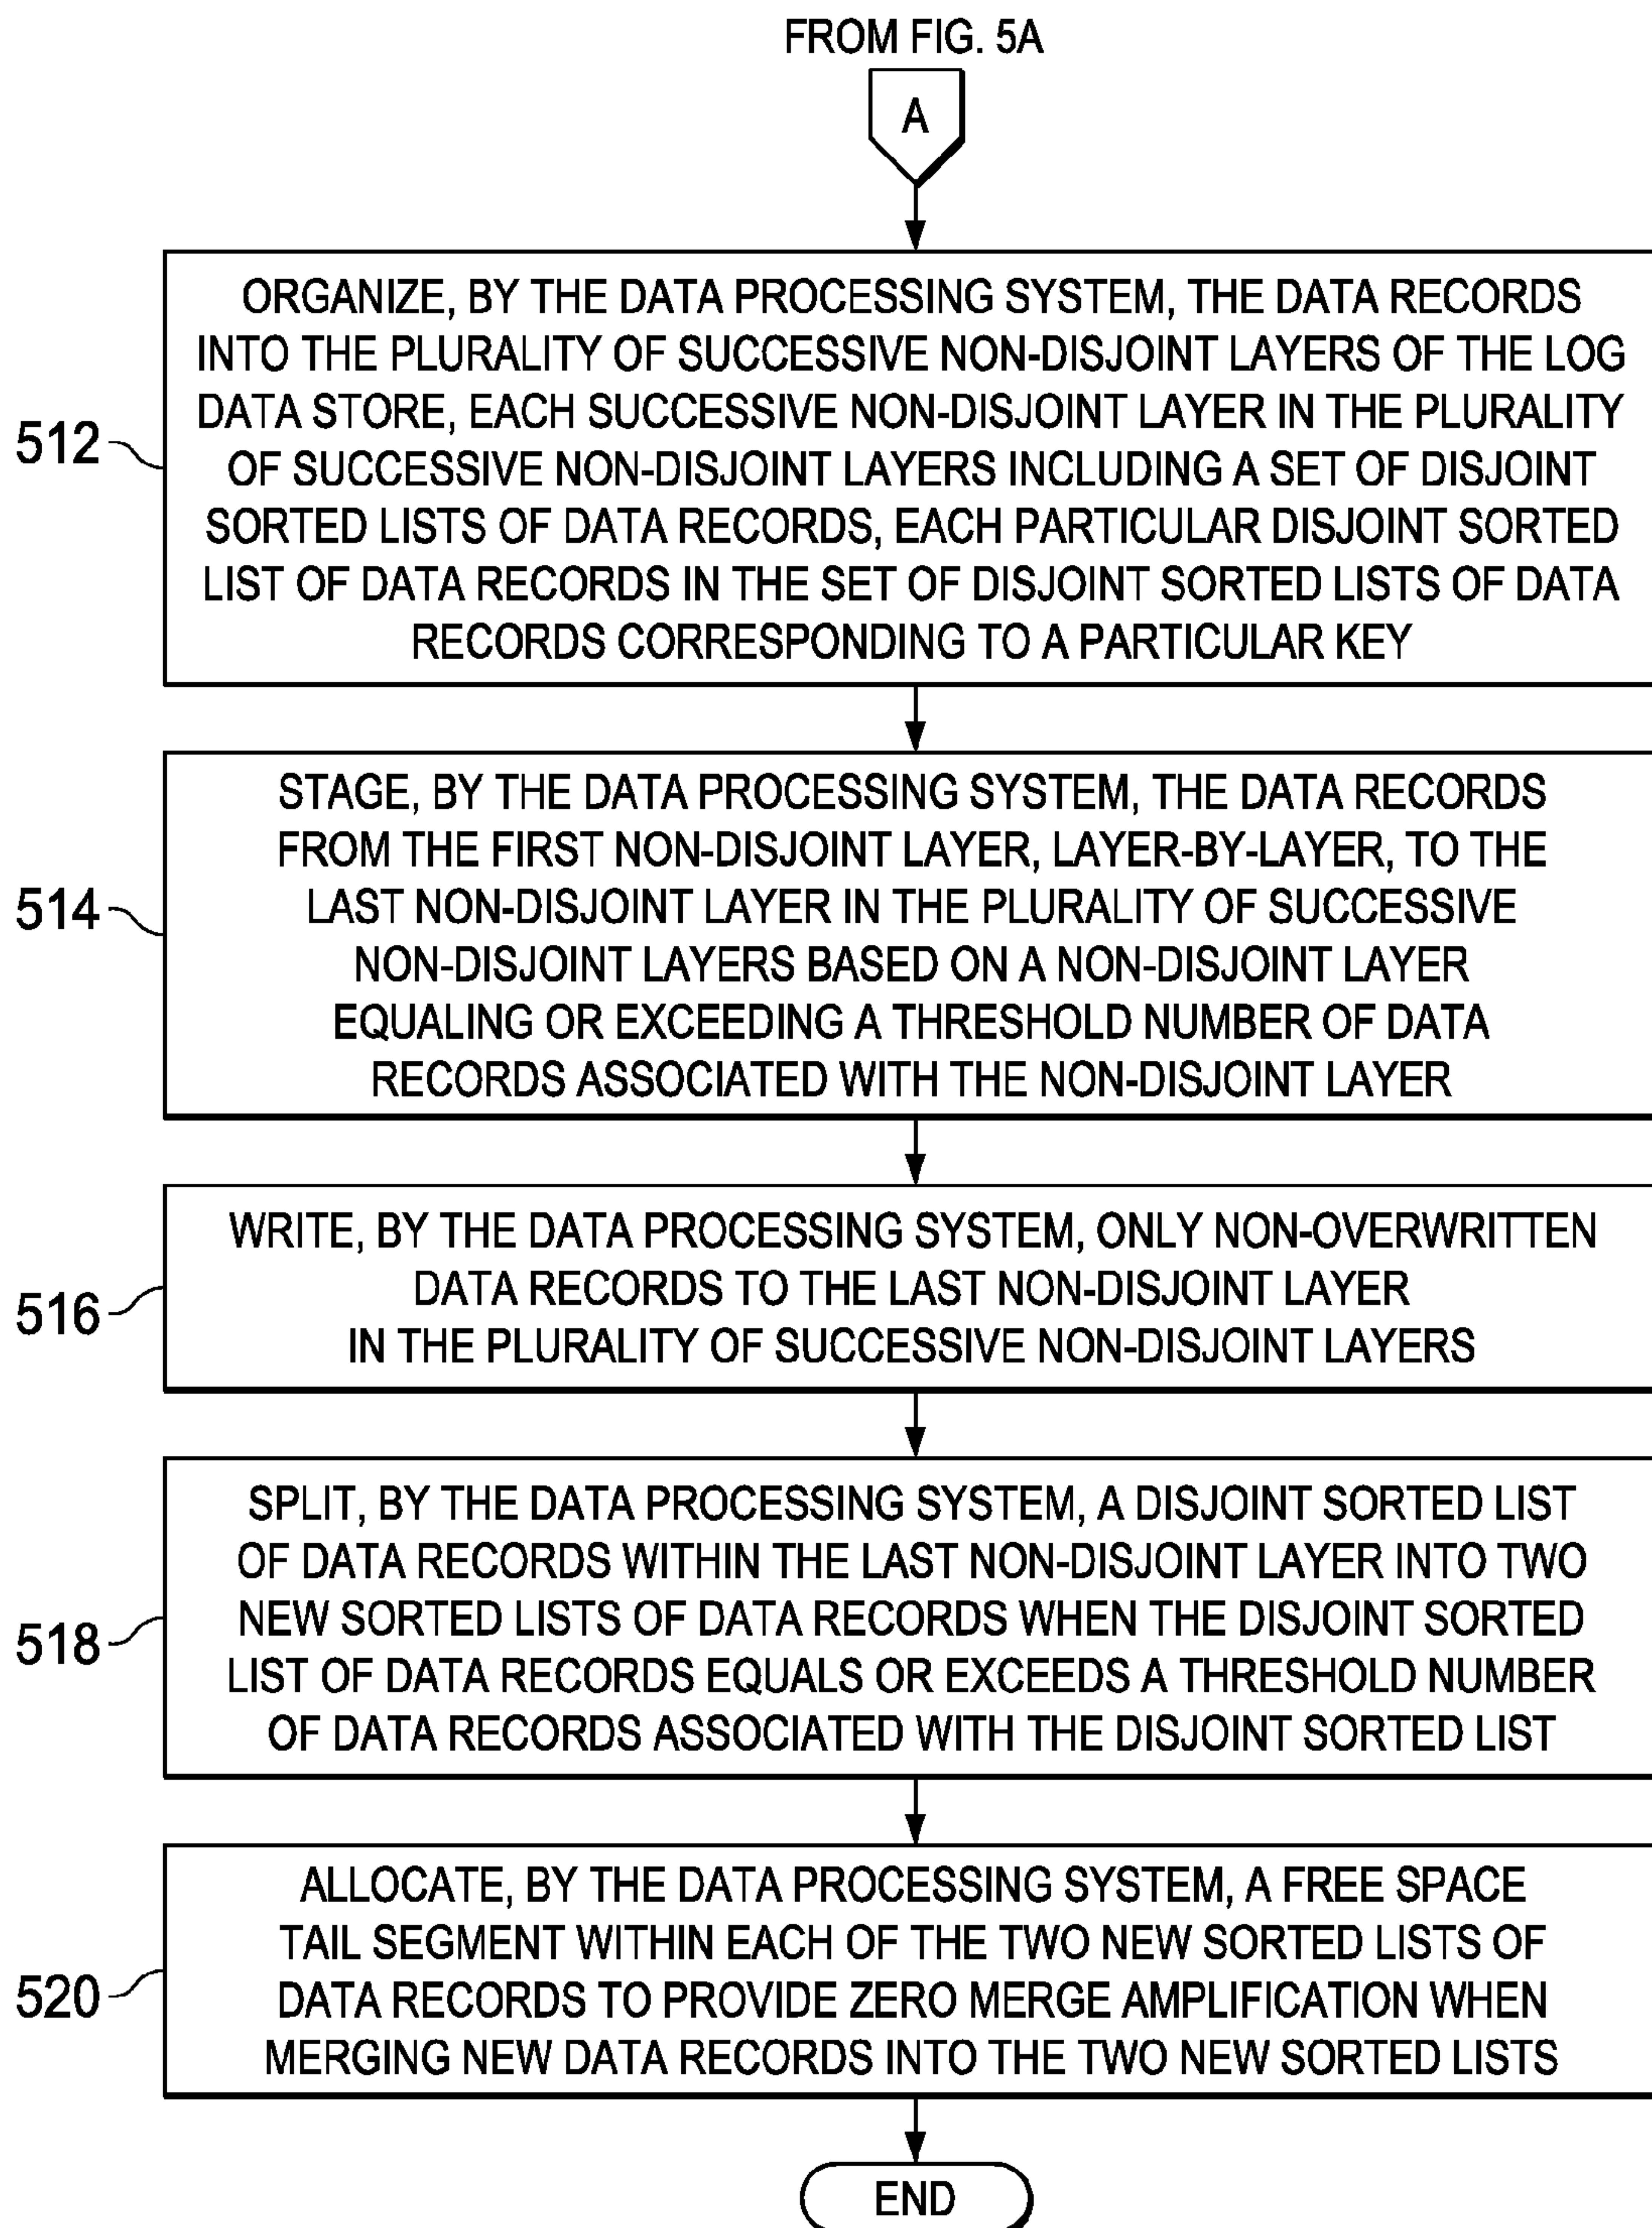 FROM FIG. 5A
A
512
ORGANIZE, BY THE DATA PROCESSING SYSTEM, THE DATA RECORDS
INTO THE PLURALITY OF SUCCESSIVE NON-DISJOINT LAYERS OF THE LOG
DATA STORE, EACH SUCCESSIVE NON-DISJOINT LAYER IN THE PLURALITY
OF SUCCESSIVE NON-DISJOINT LAYERS INCLUDING A SET OF DISJOINT
SORTED LISTS OF DATA RECORDS, EACH PARTICULAR DISJOINT SORTED
LIST OF DATA RECORDS IN THE SET OF DISJOINT SORTED LISTS OF DATA
RECORDS CORRESPONDING TO A PARTICULAR KEY
514
STAGE, BY THE DATA PROCESSING SYSTEM, THE DATA RECORDS
FROM THE FIRST NON-DISJOINT LAYER, LAYER-BY-LAYER, TO THE
LAST NON-DISJOINT LAYER IN THE PLURALITY OF SUCCESSIVE
NON-DISJOINT LAYERS BASED ON A NON-DISJOINT LAYER
EQUALING OR EXCEEDING A THRESHOLD NUMBER OF DATA
RECORDS ASSOCIATED WITH THE NON-DISJOINT LAYER
516
WRITE, BY THE DATA PROCESSING SYSTEM, ONLY NON-OVERWRITTEN
DATA RECORDS TO THE LAST NON-DISJOINT LAYER
IN THE PLURALITY OF SUCCESSIVE NON-DISJOINT LAYERS
518
SPLIT, BY THE DATA PROCESSING SYSTEM, A DISJOINT SORTED LIST
OF DATA RECORDS WITHIN THE LAST NON-DISJOINT LAYER INTO TWO
NEW SORTED LISTS OF DATA RECORDS WHEN THE DISJOINT SORTED
LIST OF DATA RECORDS EQUALS OR EXCEEDS A THRESHOLD NUMBER
OF DATA RECORDS ASSOCIATED WITH THE DISJOINT SORTED LIST
520
ALLOCATE, BY THE DATA PROCESSING SYSTEM, A FREE SPACE
TAIL SEGMENT WITHIN EACH OF THE TWO NEW SORTED LISTS OF
DATA RECORDS TO PROVIDE ZERO MERGE AMPLIFICATION WHEN
MERGING NEW DATA RECORDS INTO THE TWO NEW SORTED LISTS
END